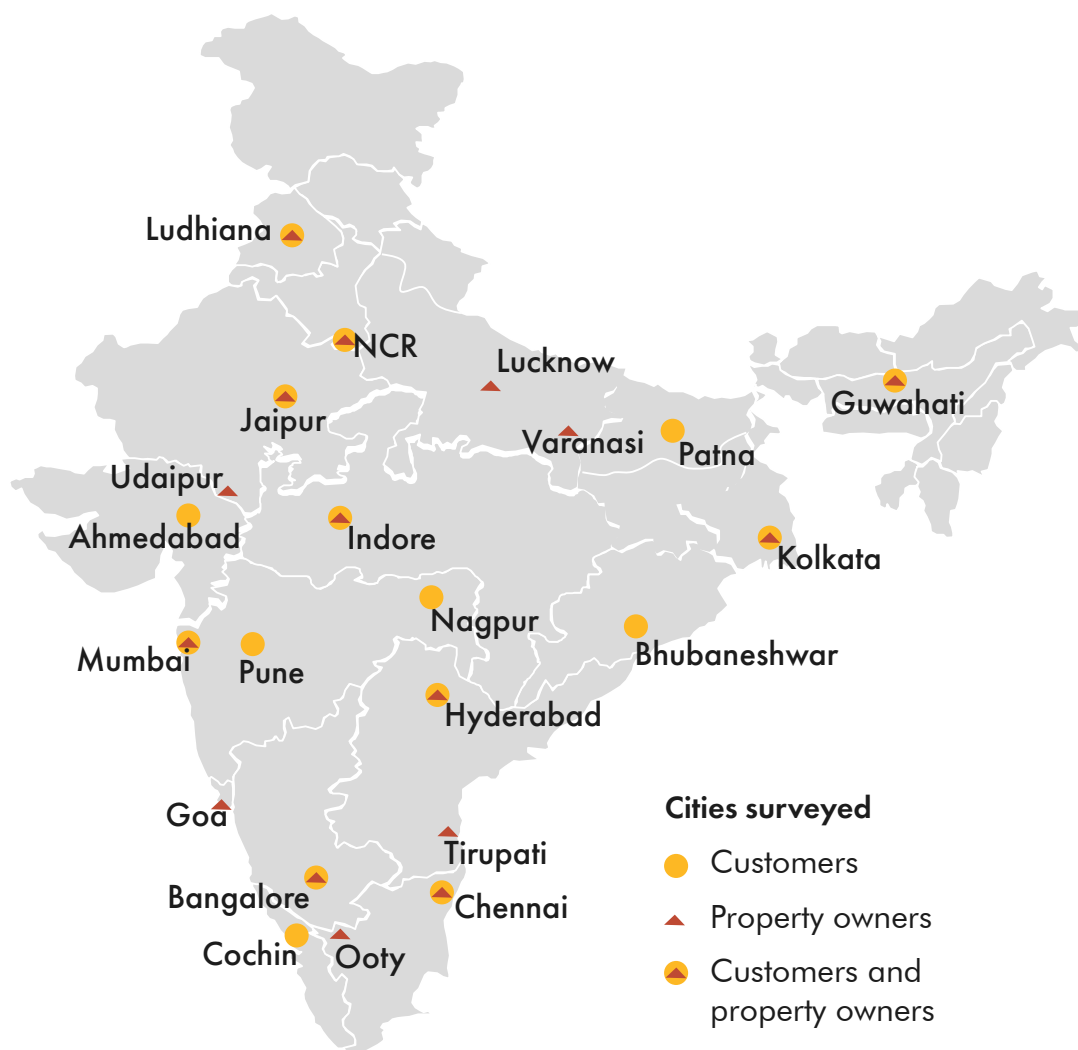 Ludhiana
NCR
Lucknow
Guwahati
Jaipur
Varanasi
Patna
Udaipur
Ahmedabad
Indore
Kolkata
Nagpur
Mumbai
Pune
Bhubaneshwar
Hyderabad
Goa
Tirupati
Bangalore
Chennai
Cochin
Ooty
Cities surveyed
Customers
Property owners
Customers and
property owners